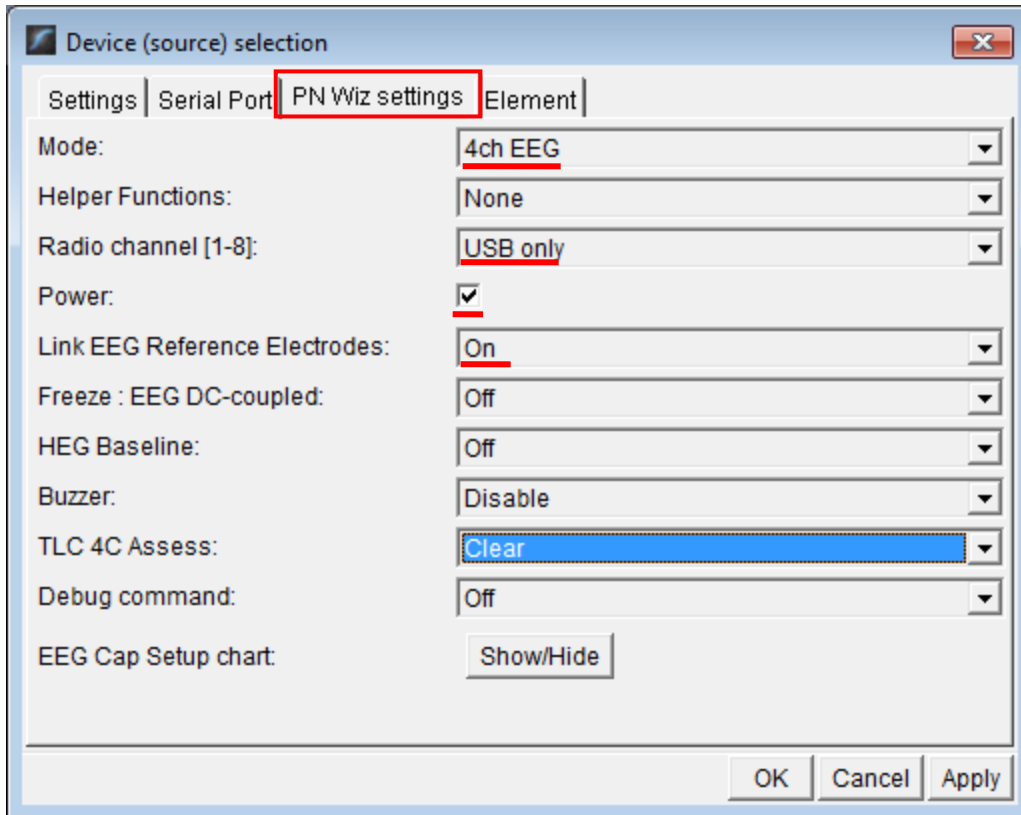 Device (source) selection
Settings Serial Port PN Wiz settings Element
Mode: 4ch EEG
Helper Functions: None
Radio channel [1-8]: USB only
Power:
Link EEG Reference Electrodes: On
Freeze : EEG DC-coupled: Off
HEG Baseline: Off
Buzzer: Disable
TLC 4C Assess: Clear
Debug command: Off
EEG Cap Setup chart: Show/Hide
OK Cancel Apply